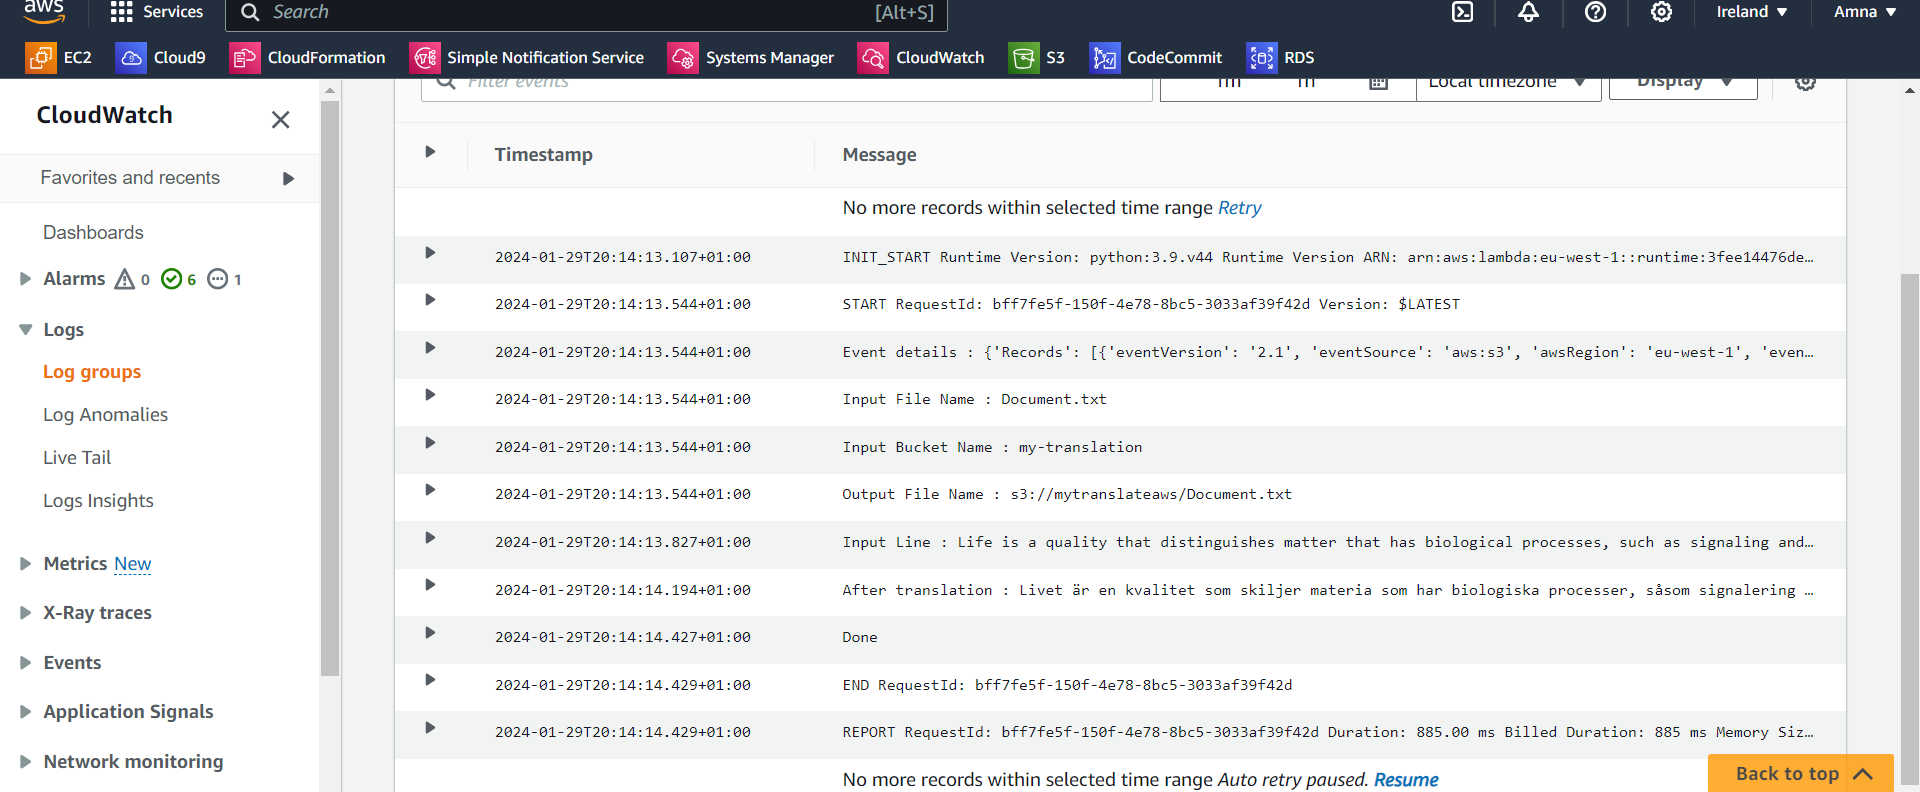 aws Services Search [Alt+S] Ireland Amna
EC2 Cloud9 CloudFormation Simple Notification Service Systems Manager CloudWatch S3 CodeCommit RDS
CloudWatch
Favorites and recents
Dashboards
Alarms 0 6 1
Logs
Log groups
Log Anomalies
Live Tail
Logs Insights
Metrics New
X-Ray traces
Events
Application Signals
Network monitoring
Filter events 1m 1h Local timezone Display
Timestamp Message
No more records within selected time range Retry
2024-01-29T20:14:13.107+01:00 INIT_START Runtime Version: python:3.9.v44 Runtime Version ARN: arn:aws:lambda:eu-west-1::runtime:3fee14476de…
2024-01-29T20:14:13.544+01:00 START RequestId: bff7fe5f-150f-4e78-8bc5-3033af39f42d Version: $LATEST
2024-01-29T20:14:13.544+01:00 Event details : {'Records': [{'eventVersion': '2.1', 'eventSource': 'aws:s3', 'awsRegion': 'eu-west-1', 'even…
2024-01-29T20:14:13.544+01:00 Input File Name : Document.txt
2024-01-29T20:14:13.544+01:00 Input Bucket Name : my-translation
2024-01-29T20:14:13.544+01:00 Output File Name : s3://mytranslateaws/Document.txt
2024-01-29T20:14:13.827+01:00 Input Line : Life is a quality that distinguishes matter that has biological processes, such as signaling and…
2024-01-29T20:14:14.194+01:00 After translation : Livet är en kvalitet som skiljer materia som har biologiska processer, såsom signalering …
2024-01-29T20:14:14.427+01:00 Done
2024-01-29T20:14:14.429+01:00 END RequestId: bff7fe5f-150f-4e78-8bc5-3033af39f42d
2024-01-29T20:14:14.429+01:00 REPORT RequestId: bff7fe5f-150f-4e78-8bc5-3033af39f42d Duration: 885.00 ms Billed Duration: 885 ms Memory Siz…
No more records within selected time range Auto retry paused. Resume
Back to top